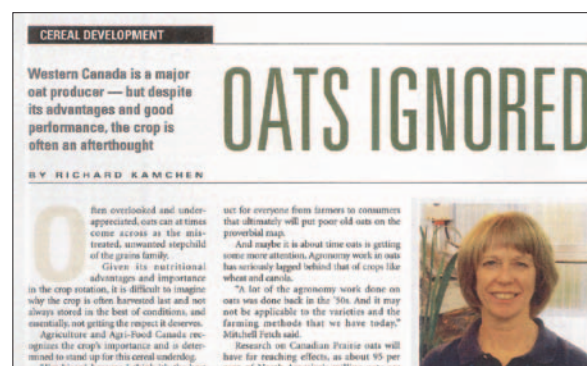 CEREAL DEVELOPMENT
Western Canada is a major
oat producer — but despite
its advantages and good
performance, the crop is
often an afterthought
OATS IGNORED
BY RICHARD KAMCHEN
Often overlooked and under-
appreciated, oats can at times
come across as the mis-
treated, unwanted stepchild
of the grains family.
Given its nutritional
advantages and importance
in the crop rotation, it is difficult to imagine
why the crop is often harvested last and not
always stored in the best of conditions, and
essentially, not getting the respect it deserves.
Agriculture and Agri-Food Canada rec-
ognizes the crop's importance and is deter-
mined to stand up for this cereal underdog.
uct for everyone from farmers to consumers
that ultimately will put poor old oats on the
proverbial map.
And maybe it is about time oats is getting
some more attention. Agronomy work in oats
has seriously lagged behind that of crops like
wheat and canola.
"A lot of the agronomy work done on
oats was done back in the '50s. And it may
not be applicable to the varieties and the
farming methods that we have today,"
Mitchell Fetch said.
Research on Canadian Prairie oats will
have far reaching effects, as about 95 per